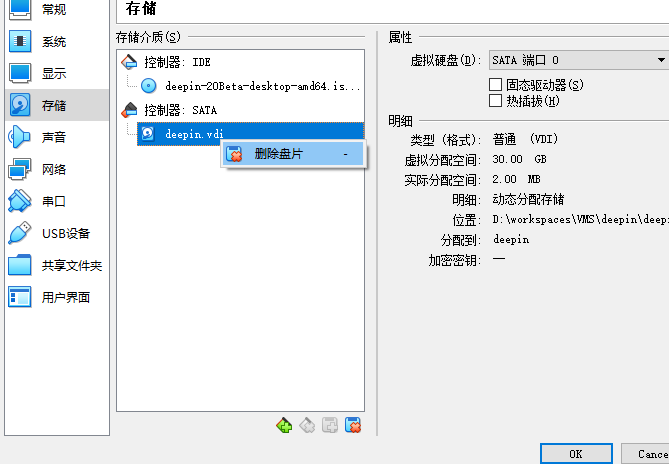 常规
系统
显示
存储
声音
网络
串口
USB设备
共享文件夹
用户界面
存储
存储介质(S)
控制器: IDE
deepin-20Beta-desktop-amd64.is...
控制器: SATA
deepin.vdi
删除盘片 -
属性
虚拟硬盘(D): SATA 端口 0
固态驱动器(S)
热插拔(H)
明细
类型 (格式): 普通 (VDI)
虚拟分配空间: 30.00 GB
实际分配空间: 2.00 MB
明细: 动态分配存储
位置: D:\workspaces\VMS\deepin\deepi
分配到: deepin
加密密钥: —
OK
Cance